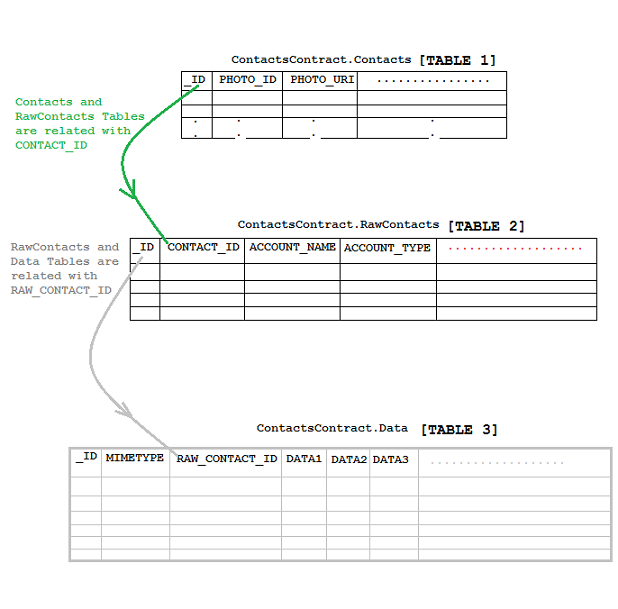 ContactsContract.Contacts [TABLE 1]
_ID PHOTO_ID PHOTO_URI ................
Contacts and
RawContacts Tables
are related with
CONTACT_ID
ContactsContract.RawContacts [TABLE 2]
_ID CONTACT_ID ACCOUNT_NAME ACCOUNT_TYPE ...................
RawContacts and
Data Tables are
related with
RAW_CONTACT_ID
ContactsContract.Data [TABLE 3]
_ID MIMETYPE RAW_CONTACT_ID DATA1 DATA2 DATA3 ...................